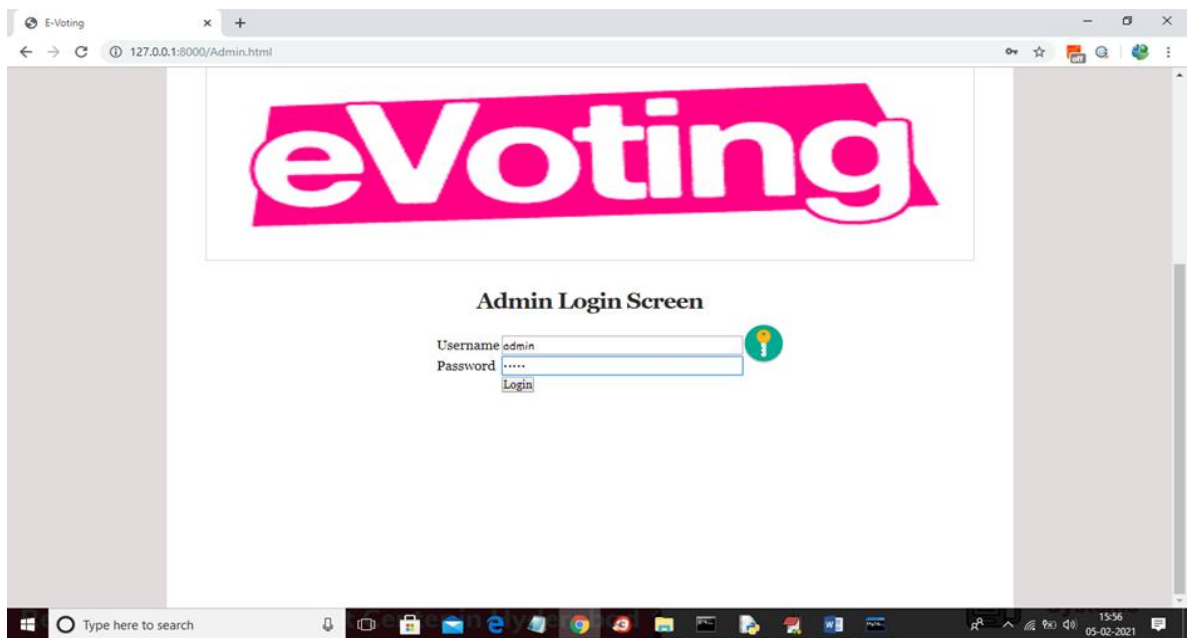 E-Voting
127.0.0.1:8000/Admin.html
off
eVoting
Admin Login Screen
Username admin
Password .....
Login
Type here to search
15:56
05-02-2021